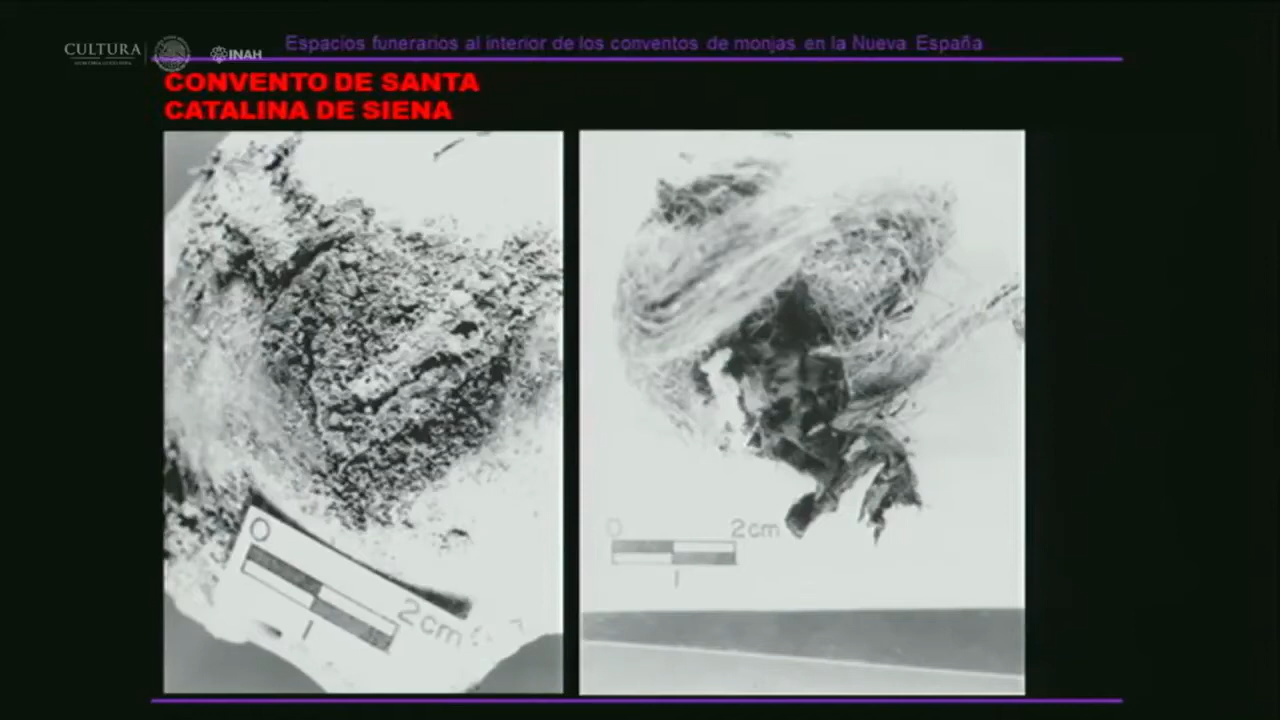 Espacios funerarios al interior de los conventos de monjas en la Nueva España
CULTURA
INAH
CONVENTO DE SANTA
CATALINA DE SIENA
0
2cm
1
0
2cm
1